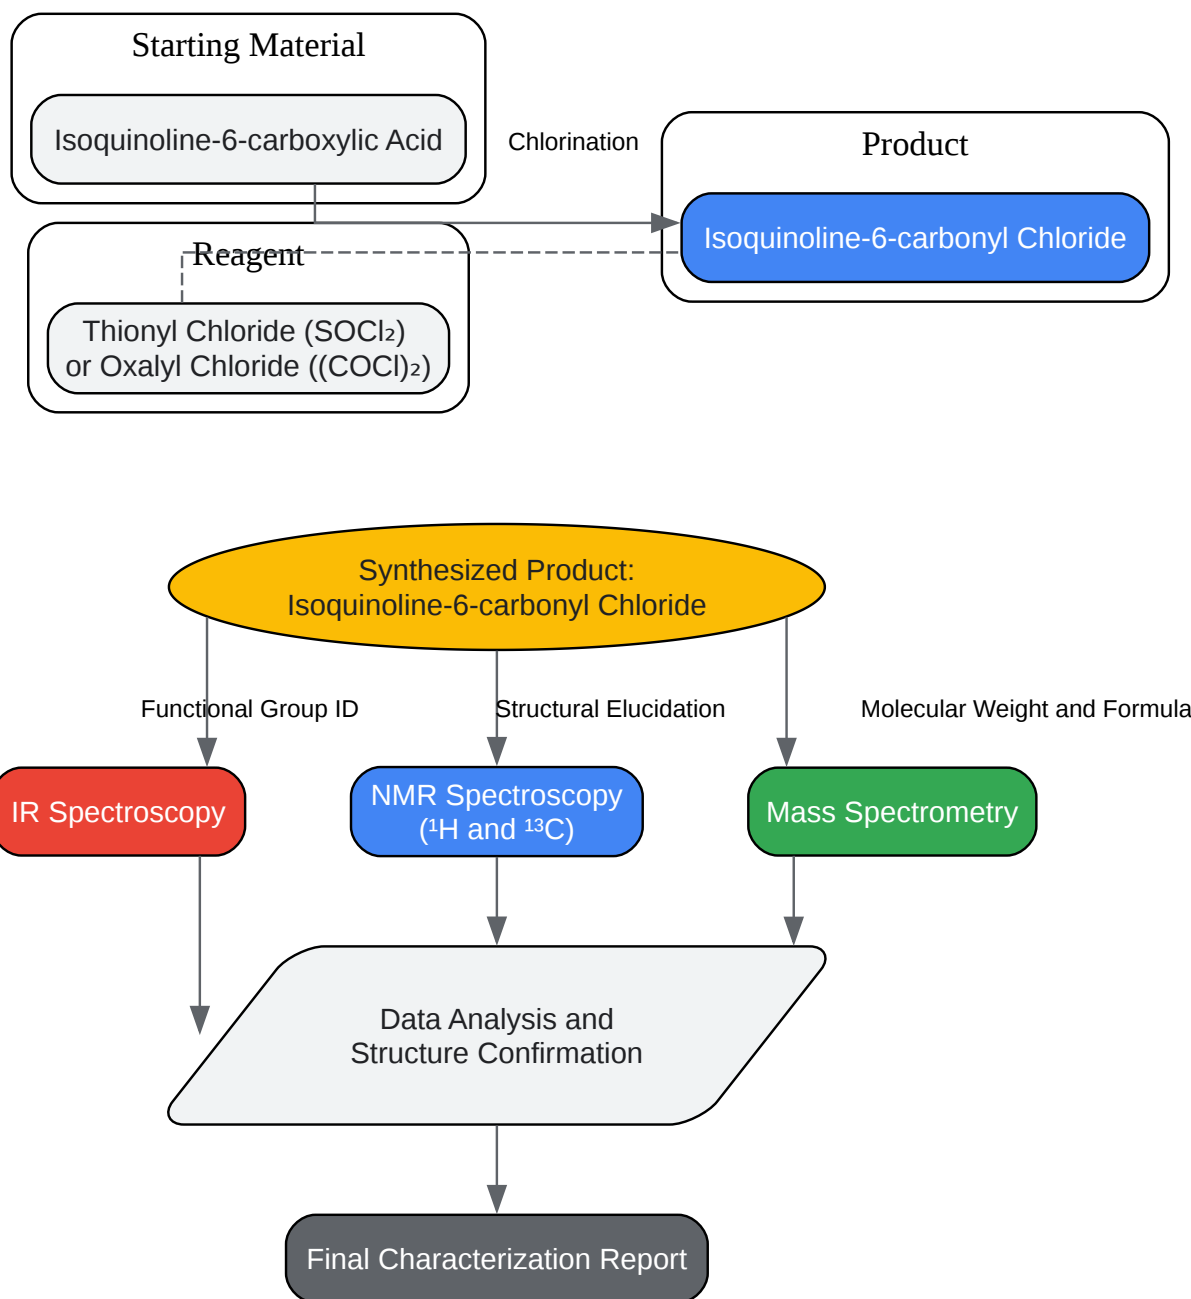 Starting Material
Isoquinoline-6-carboxylic Acid
Chlorination
Product
Isoquinoline-6-carbonyl Chloride
Reagent
Thionyl Chloride (SOCl₂)
or Oxalyl Chloride ((COCl)₂)
Synthesized Product:
Isoquinoline-6-carbonyl Chloride
Functional Group ID
Structural Elucidation
Molecular Weight and Formula
IR Spectroscopy
NMR Spectroscopy
(¹H and ¹³C)
Mass Spectrometry
Data Analysis and
Structure Confirmation
Final Characterization Report